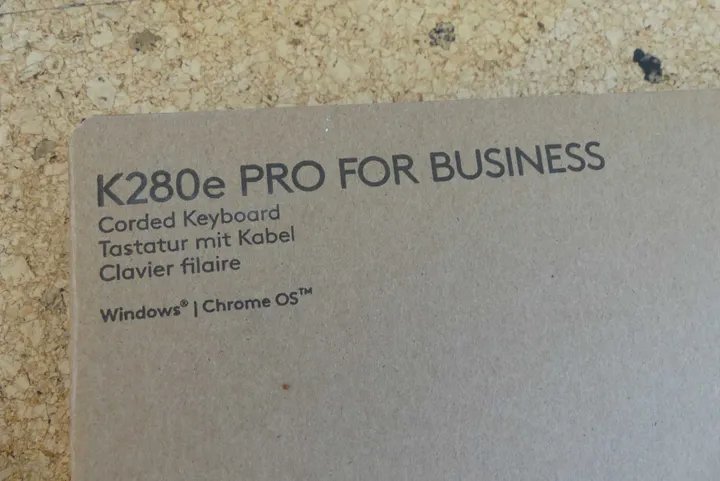 K280e PRO FOR BUSINESS
Corded Keyboard
Tastatur mit Kabel
Clavier filaire
Windows® | Chrome OS™